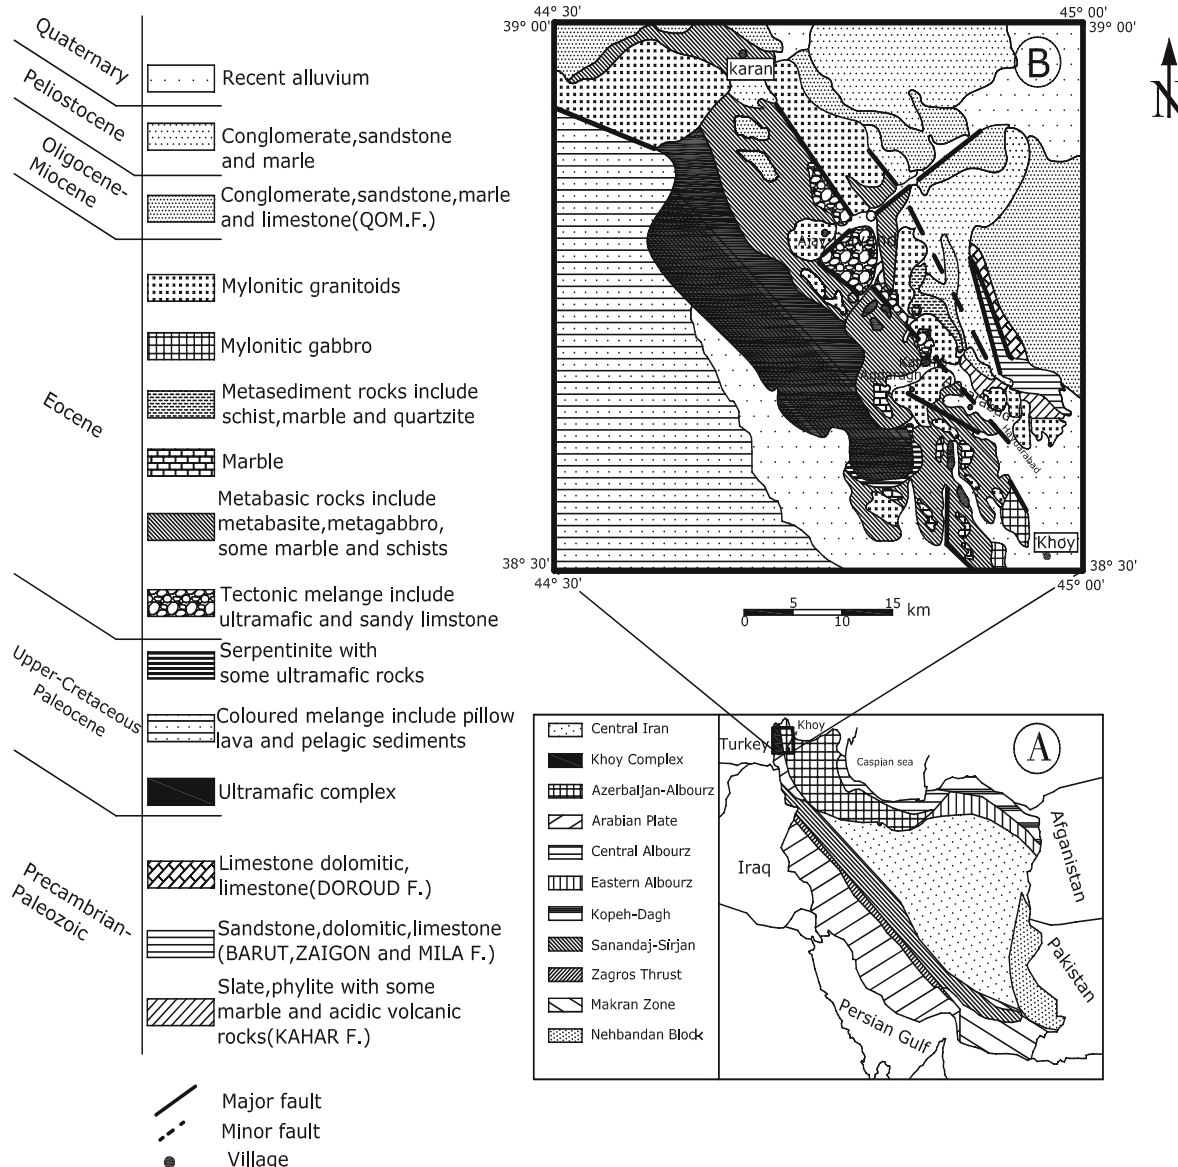 Quaternary
Recent alluvium
Peliostocene
Conglomerate,sandstone
and marle
Oligocene-
Miocene
Conglomerate,sandstone,marle
and limestone(QOM.F.)
Eocene
Mylonitic granitoids
Mylonitic gabbro
Metasediment rocks include
schist,marble and quartzite
Marble
Metabasic rocks include
metabasite,metagabbro,
some marble and schists
Tectonic melange include
ultramafic and sandy limstone
Upper-Cretaceous
Paleocene
Serpentinite with
some ultramafic rocks
Coloured melange include pillow
lava and pelagic sediments
Ultramafic complex
Precambrian-
Paleozoic
Limestone dolomitic,
limestone(DOROUD F.)
Sandstone,dolomitic,limestone
(BARUT,ZAIGON and MILA F.)
Slate,phylite with some
marble and acidic volcanic
rocks(KAHAR F.)
Major fault
Minor fault
Village
44° 30'
45° 00'
39° 00'
39° 00'
B
N
karan
Khoy
38° 30'
38° 30'
44° 30'
45° 00'
5
15
km
0
10
Central Iran
Khoy Complex
Azerbaljan-Albourz
Arabian Plate
Central Albourz
Eastern Albourz
Kopeh-Dagh
Sanandaj-Sirjan
Zagros Thrust
Makran Zone
Nehbandan Block
A
Khoy
Turkey
Caspian sea
Iraq
Afganistan
Pakistan
Persian Gulf